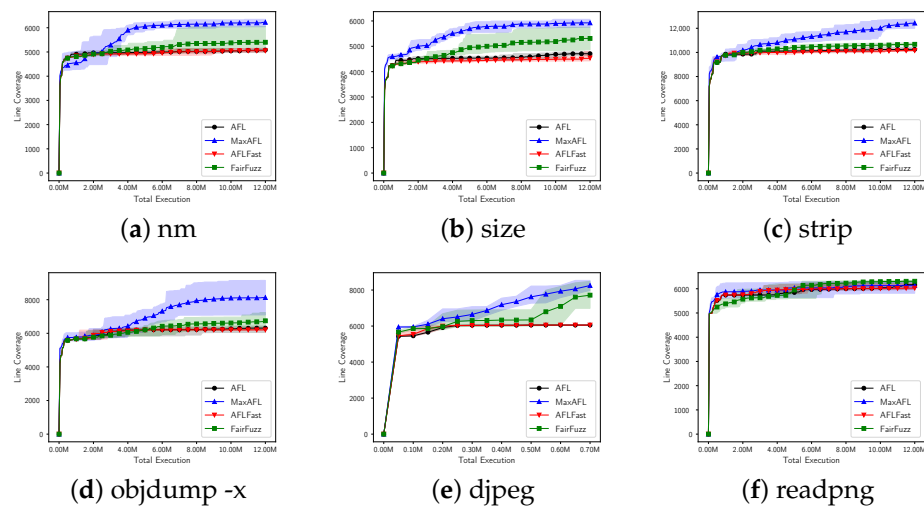 6000
5000
4000
3000
2000
1000
0
Line Coverage
0.00M 2.00M 4.00M 6.00M 8.00M 10.00M 12.00M
Total Execution
AFL
MaxAFL
AFLFast
FairFuzz
(a) nm
6000
5000
4000
3000
2000
1000
0
Line Coverage
0.00M 2.00M 4.00M 6.00M 8.00M 10.00M 12.00M
Total Execution
AFL
MaxAFL
AFLFast
FairFuzz
(b) size
12,000
10,000
8000
6000
4000
2000
0
Line Coverage
0.00M 2.00M 4.00M 6.00M 8.00M 10.00M 12.00M
Total Execution
AFL
MaxAFL
AFLFast
FairFuzz
(c) strip
8000
6000
4000
2000
0
Line Coverage
0.00M 2.00M 4.00M 6.00M 8.00M 10.00M 12.00M
Total Execution
AFL
MaxAFL
AFLFast
FairFuzz
(d) objdump -x
8000
6000
4000
2000
0
Line Coverage
0.00M 0.10M 0.20M 0.30M 0.40M 0.50M 0.60M 0.70M
Total Execution
AFL
MaxAFL
AFLFast
FairFuzz
(e) djpeg
6000
5000
4000
3000
2000
1000
0
Line Coverage
0.00M 2.00M 4.00M 6.00M 8.00M 10.00M 12.00M
Total Execution
AFL
MaxAFL
AFLFast
FairFuzz
(f) readpng